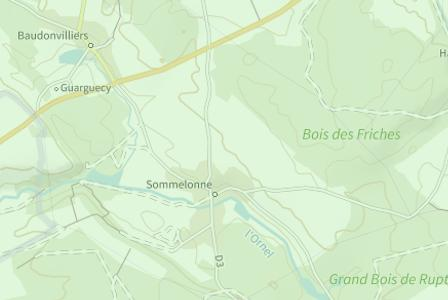 Baudonvilliers
H
Guarguecy
Bois des Friches
Sommelonne
l'Ornel
D3
Grand Bois de Rupt